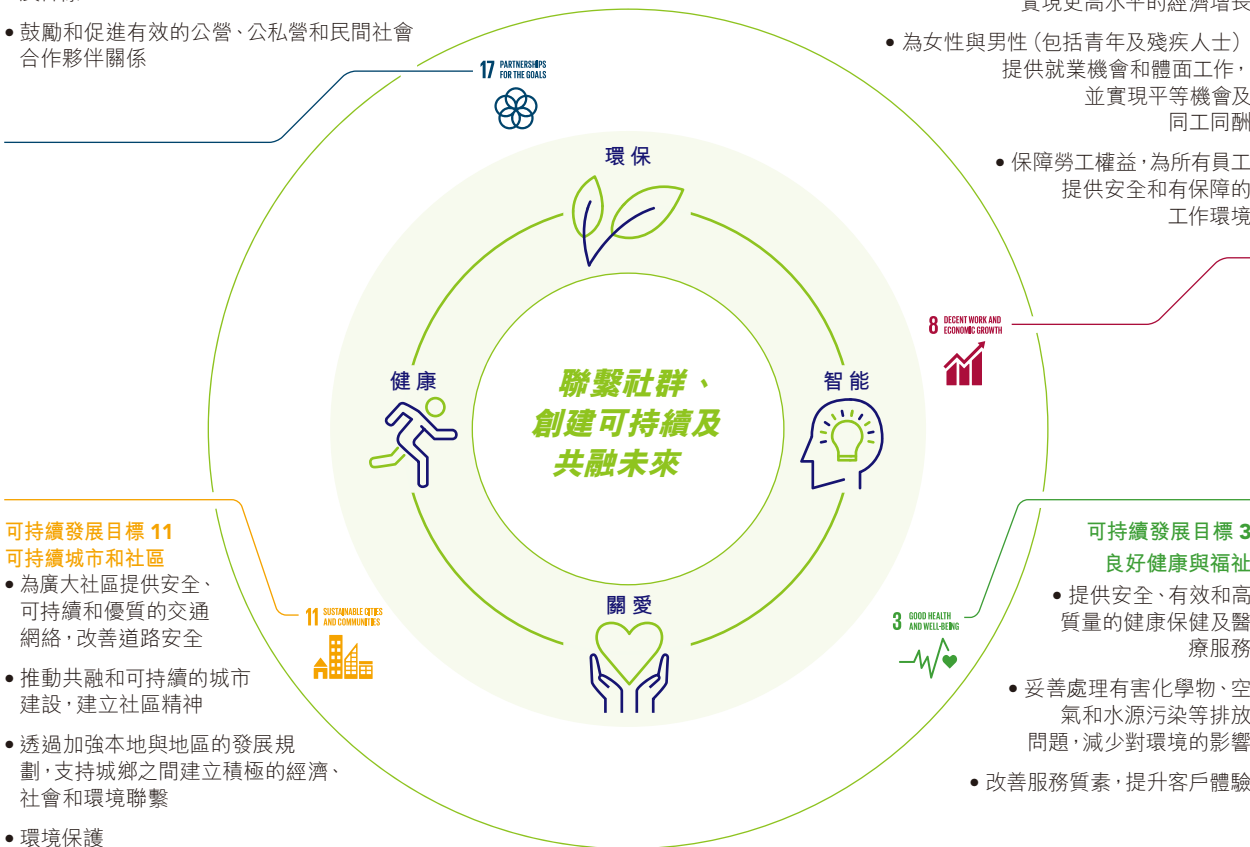 • 鼓勵和促進有效的公營、公私營和民間社會
合作夥伴關係
17 PARTNERSHIPS
FOR THE GOALS
實現更高水平的經濟增長
• 為女性與男性（包括青年及殘疾人士）
提供就業機會和體面工作，
並實現平等機會及
同工同酬
• 保障勞工權益，為所有員工
提供安全和有保障的
工作環境
8 DECENT WORK AND
ECONOMIC GROWTH
環保
健康
智能
關愛
聯繫社群、
創建可持續及
共融未來
可持續發展目標 11
可持續城市和社區
• 為廣大社區提供安全、
可持續和優質的交通
網絡，改善道路安全
• 推動共融和可持續的城市
建設，建立社區精神
• 透過加強本地與地區的發展規
劃，支持城鄉之間建立積極的經濟、
社會和環境聯繫
• 環境保護
11 SUSTAINABLE CITIES
AND COMMUNITIES
3 GOOD HEALTH
AND WELL-BEING
可持續發展目標 3
良好健康與福祉
• 提供安全、有效和高
質量的健康保健及醫
療服務
• 妥善處理有害化學物、空
氣和水源污染等排放
問題，減少對環境的影響
• 改善服務質素，提升客戶體驗